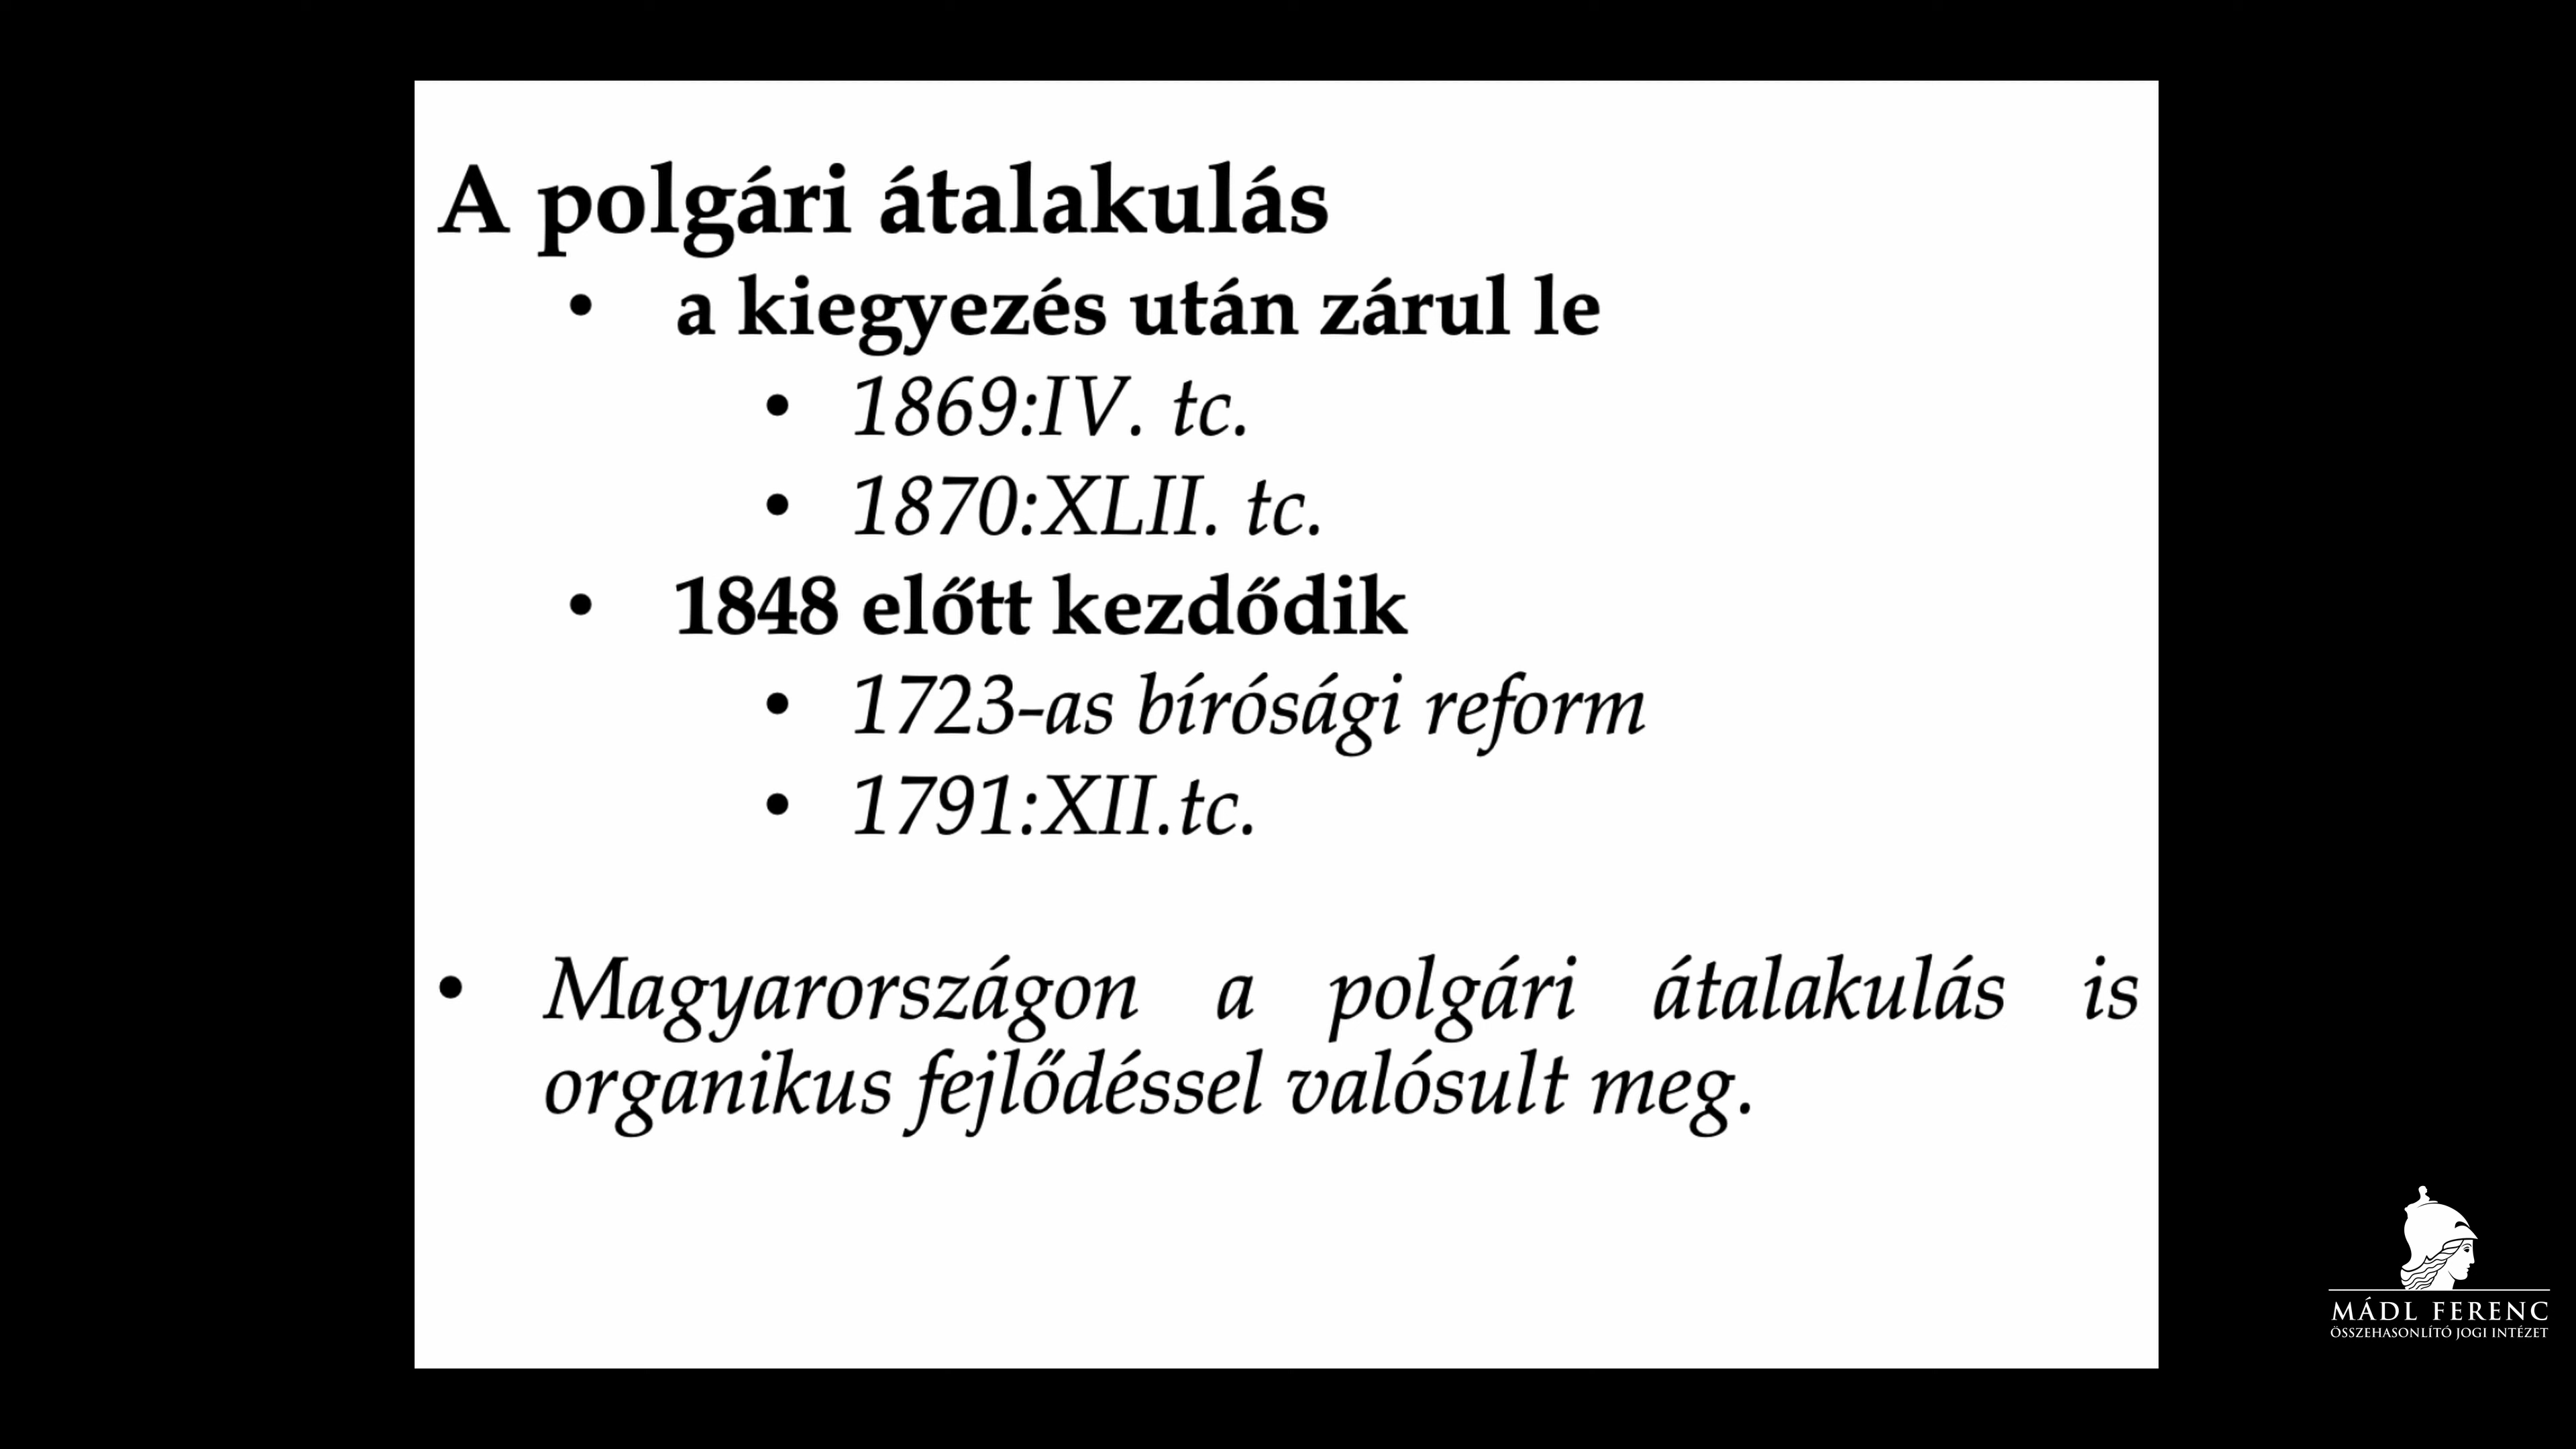 A polgári átalakulás
• a kiegyezés után zárul le
• 1869:IV. tc.
• 1870:XLII. tc.
• 1848 előtt kezdődik
• 1723-as bírósági reform
• 1791:XII.tc.
• Magyarországon a polgári átalakulás is
organikus fejlődéssel valósult meg.
MÁDL FERENC
ÖSSZEHASONLÍTÓ JOGI INTÉZET